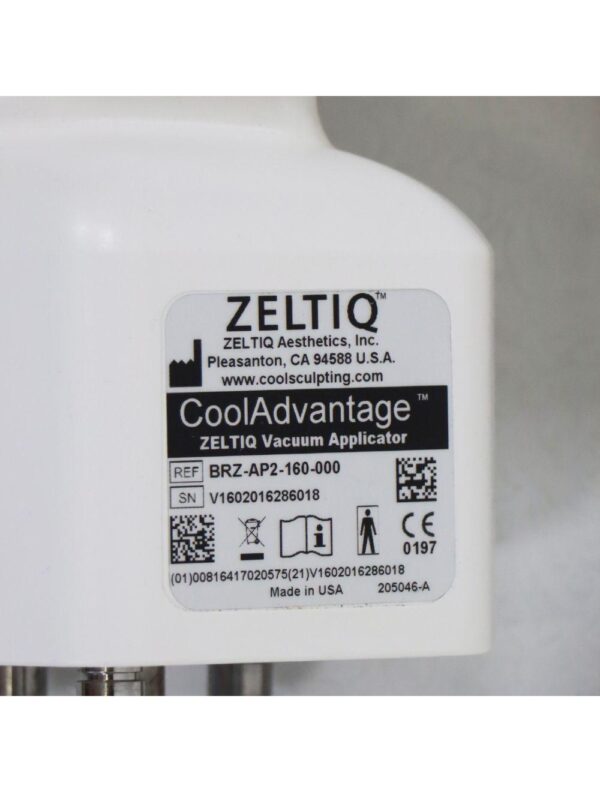 ZELTIQ™
ZELTIQ Aesthetics, Inc.
Pleasanton, CA 94588 U.S.A.
www.coolsculpting.com
CoolAdvantage™
ZELTIQ Vacuum Applicator
REF BRZ-AP2-160-000
SN V1602016286018
CE
0197
(01)00816417020575(21)V1602016286018
Made in USA 205046-A